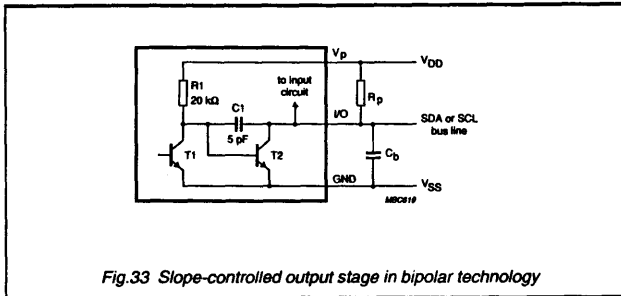 Vp
VDD
to input
circuit
R1
20 kΩ
C1
5 pF
I/O
Rp
SDA or SCL
bus line
T1
T2
Cb
GND
VSS
MBC619
Fig.33 Slope-controlled output stage in bipolar technology